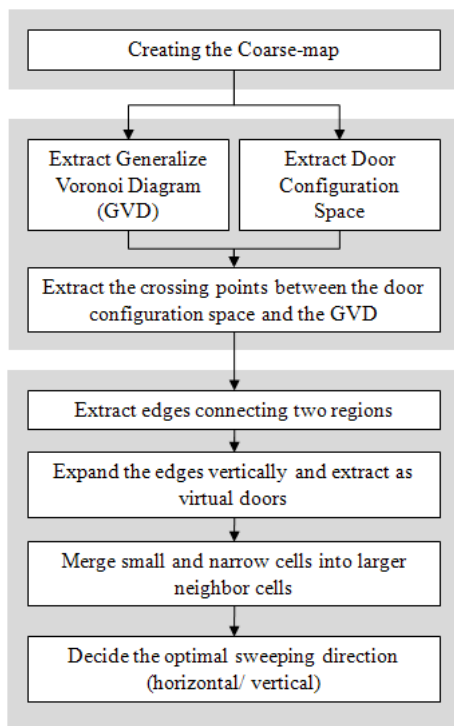 Creating the Coarse-map
Extract Generalize
Voronoi Diagram
(GVD)
Extract Door
Configuration
Space
Extract the crossing points between the door
configuration space and the GVD
Extract edges connecting two regions
Expand the edges vertically and extract as
virtual doors
Merge small and narrow cells into larger
neighbor cells
Decide the optimal sweeping direction
(horizontal/ vertical)